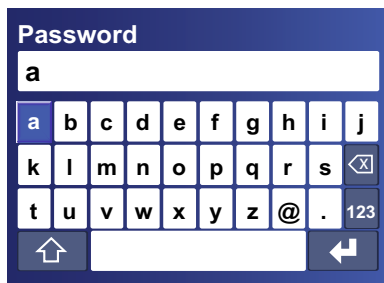 Password
a
a b c d e f g h i j
k l m n o p q r s
t u v w x y z @ . 123